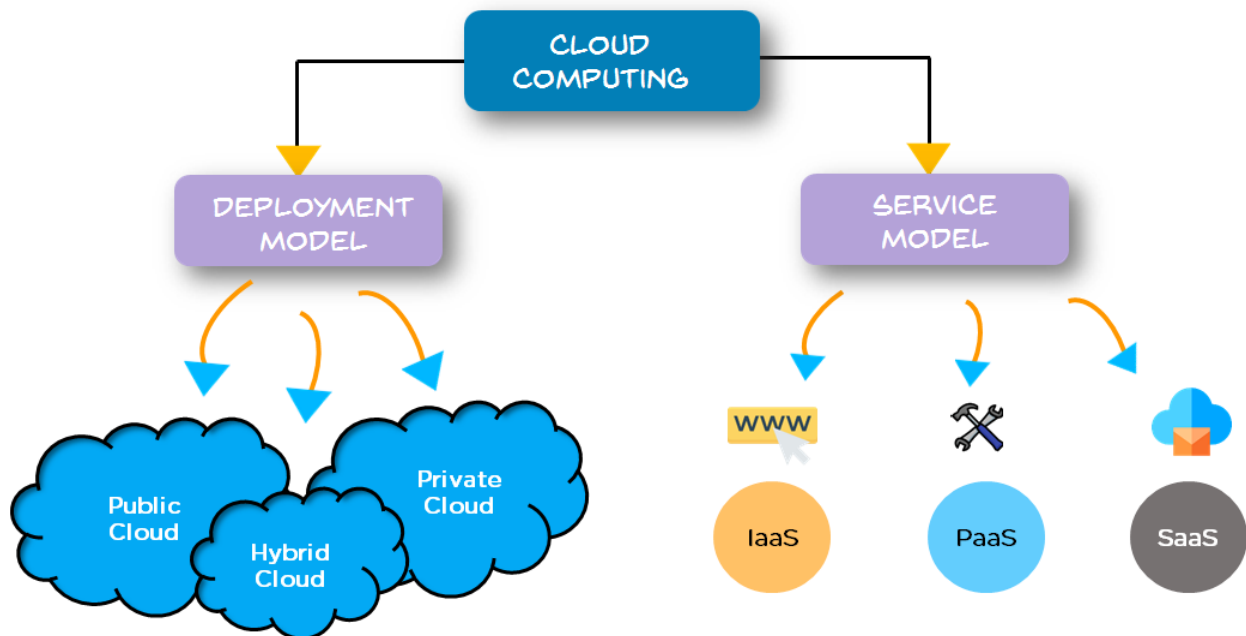 CLOUD
COMPUTING
DEPLOYMENT
MODEL
SERVICE
MODEL
Public
Cloud
Hybrid
Cloud
Private
Cloud
WWW
IaaS
PaaS
SaaS